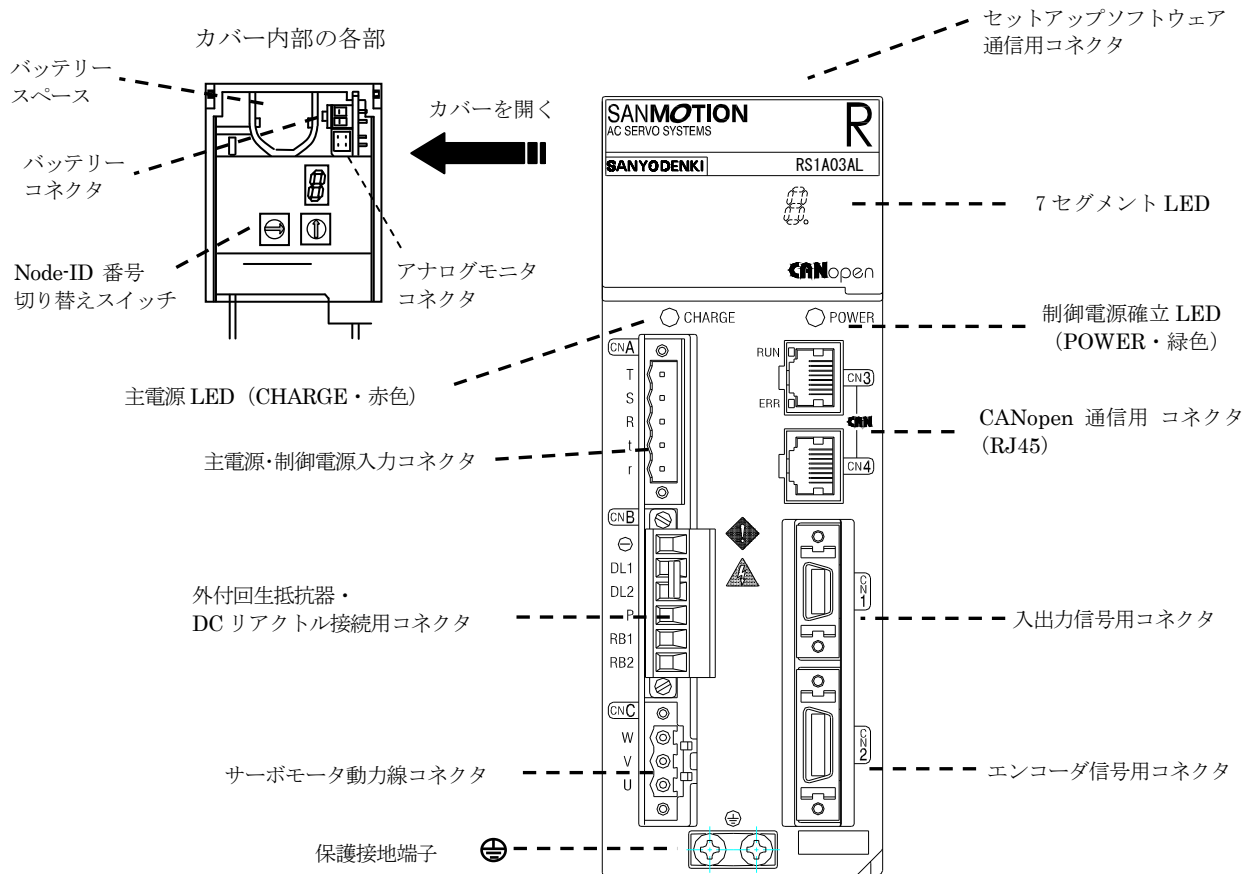 カバー内部の各部
バッテリー
スペース
バッテリー
コネクタ
Node-ID 番号
切り替えスイッチ
アナログモニタ
コネクタ
カバーを開く
セットアップソフトウェア
通信用コネクタ
SANMOTION
AC SERVO SYSTEMS
R
SANYODENKI
RS1A03AL
7 セグメント LED
CANopen
CHARGE
POWER
制御電源確立 LED
（POWER・緑色）
主電源 LED（CHARGE・赤色）
CNA
T
S
R
t
r
RUN
ERR
CN3
CAN
CN4
CANopen 通信用 コネクタ
(RJ45)
主電源・制御電源入力コネクタ
CNB
⊖
DL1
DL2
P
RB1
RB2
外付回生抵抗器・
DC リアクトル接続用コネクタ
CN1
入出力信号用コネクタ
CNC
W
V
U
サーボモータ動力線コネクタ
CN2
エンコーダ信号用コネクタ
保護接地端子